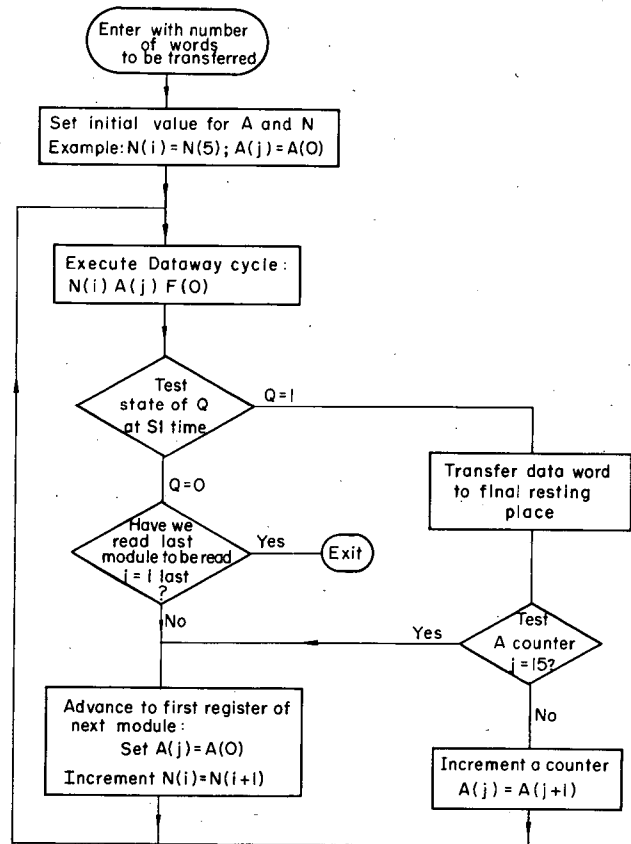 Enter with number
of words
to be transferred
Set initial value for A and N
Example: N(i)=N(5); A(j)=A(0)
Execute Dataway cycle:
N(i) A(j) F(0)
Test
state of Q
at S1 time
Q=1
Q=0
Transfer data word
to final resting
place
Have we
read last
module to be read
i = i last
?
Yes
Exit
No
Test
A counter
j=15?
Yes
No
Advance to first register of
next module:
Set A(j)=A(0)
Increment N(i)=N(i+1)
Increment a counter
A(j) = A(j+1)